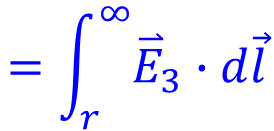 = ∫_r^∞ E⃗₃ · dl⃗